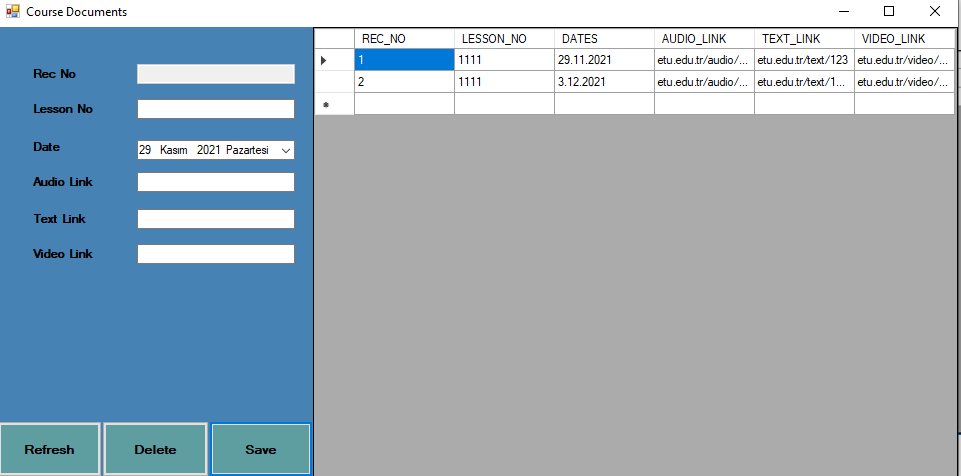 Course Documents
Rec No
Lesson No
Date
29 Kasım 2021 Pazartesi
Audio Link
Text Link
Video Link
Refresh
Delete
Save
REC_NO LESSON_NO DATES AUDIO_LINK TEXT_LINK VIDEO_LINK
1 1111 29.11.2021 etu.edu.tr/audio/... etu.edu.tr/text/123 etu.edu.tr/video/...
2 1111 3.12.2021 etu.edu.tr/audio/... etu.edu.tr/text/1... etu.edu.tr/video/...